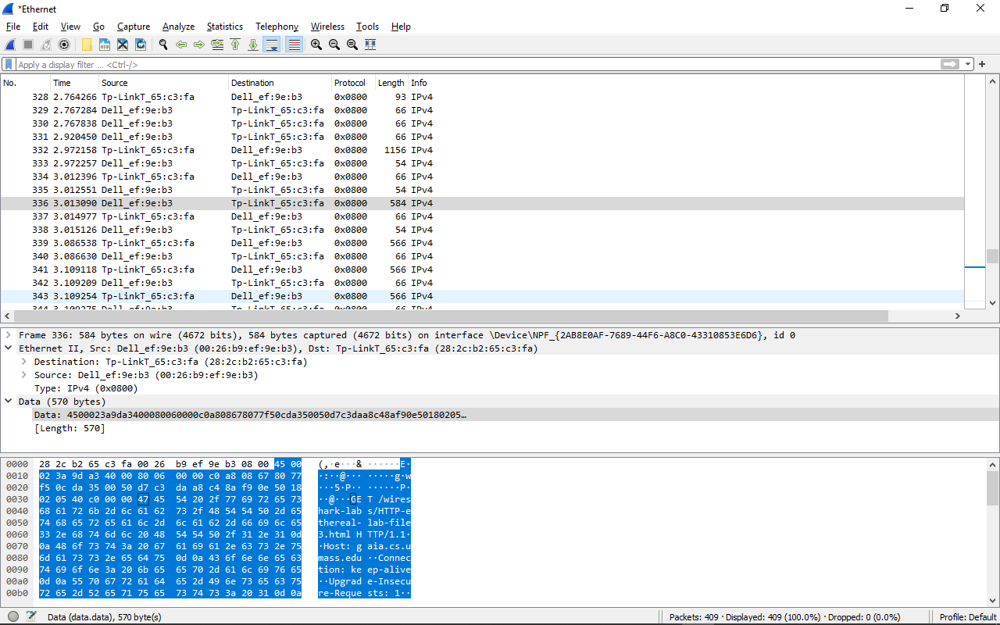 *Ethernet
File Edit View Go Capture Analyze Statistics Telephony Wireless Tools Help
Apply a display filter ... <Ctrl-/>
No. Time Source Destination Protocol Length Info
328 2.764266 Tp-LinkT_65:c3:fa Dell_ef:9e:b3 0x0800 93 IPv4
329 2.767284 Dell_ef:9e:b3 Tp-LinkT_65:c3:fa 0x0800 66 IPv4
330 2.767838 Dell_ef:9e:b3 Tp-LinkT_65:c3:fa 0x0800 66 IPv4
331 2.920450 Dell_ef:9e:b3 Tp-LinkT_65:c3:fa 0x0800 66 IPv4
332 2.972158 Tp-LinkT_65:c3:fa Dell_ef:9e:b3 0x0800 1156 IPv4
333 2.972257 Dell_ef:9e:b3 Tp-LinkT_65:c3:fa 0x0800 54 IPv4
334 3.012396 Tp-LinkT_65:c3:fa Dell_ef:9e:b3 0x0800 66 IPv4
335 3.012551 Dell_ef:9e:b3 Tp-LinkT_65:c3:fa 0x0800 54 IPv4
336 3.013090 Dell_ef:9e:b3 Tp-LinkT_65:c3:fa 0x0800 584 IPv4
337 3.014977 Tp-LinkT_65:c3:fa Dell_ef:9e:b3 0x0800 66 IPv4
338 3.015126 Dell_ef:9e:b3 Tp-LinkT_65:c3:fa 0x0800 54 IPv4
339 3.086538 Tp-LinkT_65:c3:fa Dell_ef:9e:b3 0x0800 566 IPv4
340 3.086630 Dell_ef:9e:b3 Tp-LinkT_65:c3:fa 0x0800 66 IPv4
341 3.109118 Tp-LinkT_65:c3:fa Dell_ef:9e:b3 0x0800 566 IPv4
342 3.109209 Dell_ef:9e:b3 Tp-LinkT_65:c3:fa 0x0800 66 IPv4
343 3.109254 Tp-LinkT_65:c3:fa Dell_ef:9e:b3 0x0800 566 IPv4
344 3.109275 Dell_ef:9e:b3 Tp-LinkT_65:c3:fa 0x0800 66 IPv4
Frame 336: 584 bytes on wire (4672 bits), 584 bytes captured (4672 bits) on interface \Device\NPF_{2AB8E0AF-7689-44F6-A8C0-43310853E6D6}, id 0
Ethernet II, Src: Dell_ef:9e:b3 (00:26:b9:ef:9e:b3), Dst: Tp-LinkT_65:c3:fa (28:2c:b2:65:c3:fa)
Destination: Tp-LinkT_65:c3:fa (28:2c:b2:65:c3:fa)
Source: Dell_ef:9e:b3 (00:26:b9:ef:9e:b3)
Type: IPv4 (0x0800)
Data (570 bytes)
Data: 4500023a9da3400080060000c0a808678077f50cda350050d7c3daa8c48af90e50180205…
[Length: 570]
0000 28 2c b2 65 c3 fa 00 26 b9 ef 9e b3 08 00 45 00 (,·e···& ······E·
0010 02 3a 9d a3 40 00 80 06 00 00 c0 a8 08 67 80 77 ·:··@··· ·····g·w
0020 f5 0c da 35 00 50 d7 c3 da a8 c4 8a f9 0e 50 18 ···5·P·· ······P·
0030 02 05 40 c0 00 00 47 45 54 20 2f 77 69 72 65 73 ··@···GE T /wires
0040 68 61 72 6b 2d 6c 61 62 73 2f 48 54 54 50 2d 65 hark-lab s/HTTP-e
0050 74 68 65 72 65 61 6c 2d 6c 61 62 2d 66 69 6c 65 thereal- lab-file
0060 33 2e 68 74 6d 6c 20 48 54 54 50 2f 31 2e 31 0d 3.html H TTP/1.1·
0070 0a 48 6f 73 74 3a 20 67 61 69 61 2e 63 73 2e 75 ·Host: g aia.cs.u
0080 6d 61 73 73 2e 65 64 75 0d 0a 43 6f 6e 6e 65 63 mass.edu ··Connec
0090 74 69 6f 6e 3a 20 6b 65 65 70 2d 61 6c 69 76 65 tion: ke ep-alive
00a0 0d 0a 55 70 67 72 61 64 65 2d 49 6e 73 65 63 75 ··Upgrad e-Insecu
00b0 72 65 2d 52 65 71 75 65 73 74 73 3a 20 31 0d 0a re-Reque sts: 1··
Data (data.data), 570 byte(s) Packets: 409 · Displayed: 409 (100.0%) · Dropped: 0 (0.0%) Profile: Default